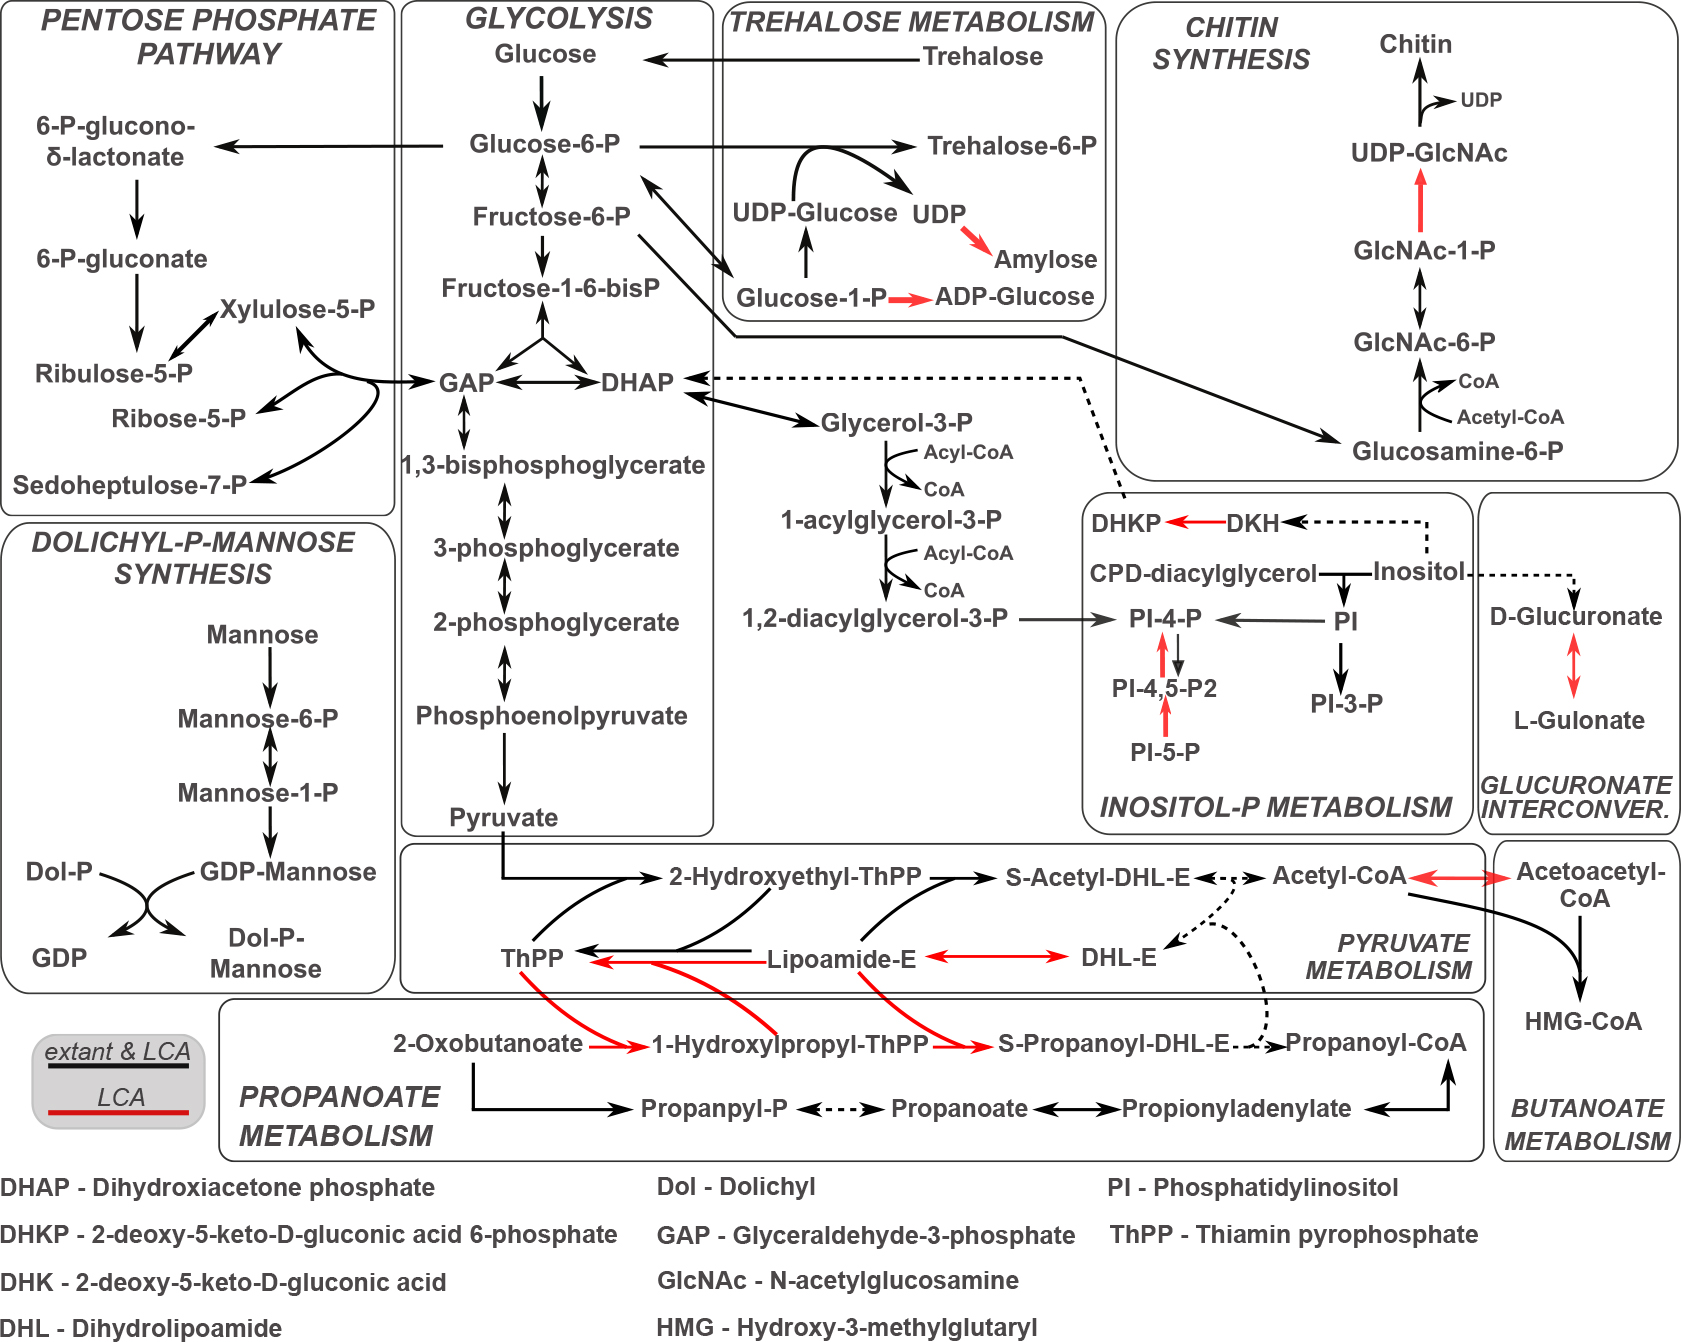 PENTOSE PHOSPHATE
PATHWAY
6-P-glucono-
δ-lactonate
6-P-gluconate
Xylulose-5-P
Ribulose-5-P
Ribose-5-P
Sedoheptulose-7-P
GLYCOLYSIS
Glucose
Glucose-6-P
Fructose-6-P
Fructose-1-6-bisP
GAP
DHAP
1,3-bisphosphoglycerate
3-phosphoglycerate
2-phosphoglycerate
Phosphoenolpyruvate
Pyruvate
TREHALOSE METABOLISM
Trehalose
Trehalose-6-P
UDP-Glucose
UDP
Amylose
Glucose-1-P
ADP-Glucose
CHITIN
SYNTHESIS
Chitin
UDP
UDP-GlcNAc
GlcNAc-1-P
GlcNAc-6-P
CoA
Acetyl-CoA
Glucosamine-6-P
Glycerol-3-P
Acyl-CoA
CoA
1-acylglycerol-3-P
Acyl-CoA
CoA
1,2-diacylglycerol-3-P
DOLICHYL-P-MANNOSE
SYNTHESIS
Mannose
Mannose-6-P
Mannose-1-P
Dol-P
GDP-Mannose
GDP
Dol-P-
Mannose
DHKP
DKH
CPD-diacylglycerol
Inositol
PI-4-P
PI
PI-4,5-P2
PI-3-P
PI-5-P
INOSITOL-P METABOLISM
D-Glucuronate
L-Gulonate
GLUCURONATE
INTERCONVER.
2-Hydroxyethyl-ThPP
S-Acetyl-DHL-E
Acetyl-CoA
ThPP
Lipoamide-E
DHL-E
PYRUVATE
METABOLISM
Acetoacetyl-
CoA
HMG-CoA
BUTANOATE
METABOLISM
2-Oxobutanoate
1-Hydroxylpropyl-ThPP
S-Propanoyl-DHL-E
Propanoyl-CoA
PROPANOATE
METABOLISM
Propanpyl-P
Propanoate
Propionyladenylate
extant & LCA
LCA
DHAP - Dihydroxiacetone phosphate
DHKP - 2-deoxy-5-keto-D-gluconic acid 6-phosphate
DHK - 2-deoxy-5-keto-D-gluconic acid
DHL - Dihydrolipoamide
Dol - Dolichyl
GAP - Glyceraldehyde-3-phosphate
GlcNAc - N-acetylglucosamine
HMG - Hydroxy-3-methylglutaryl
PI - Phosphatidylinositol
ThPP - Thiamin pyrophosphate